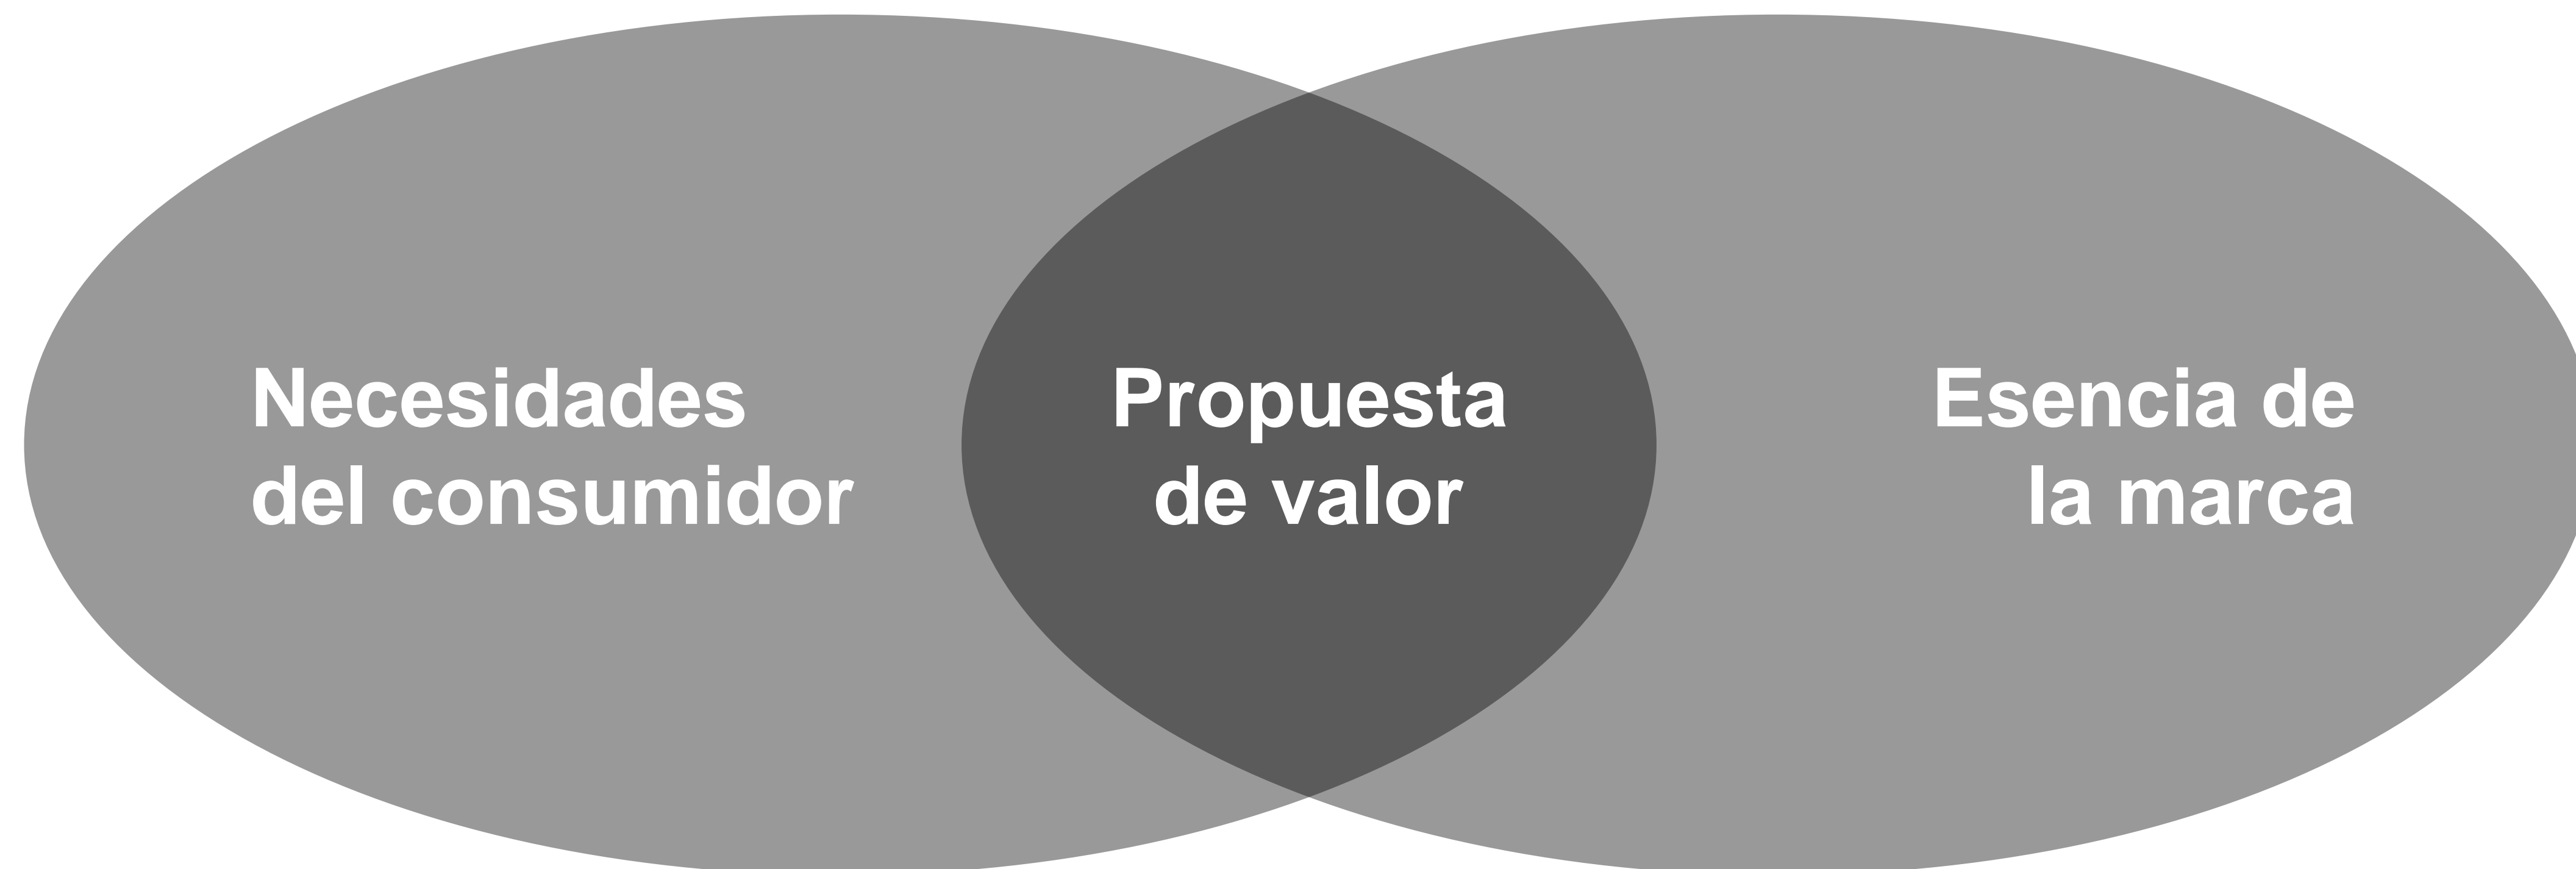 Necesidades
del consumidor
Propuesta
de valor
Esencia de
la marca